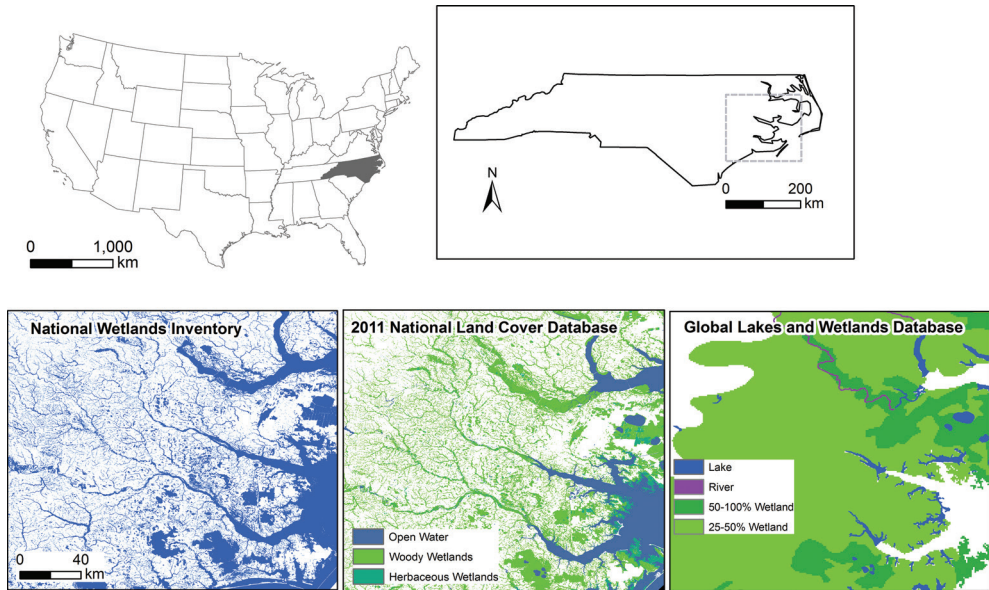 0 1,000
km
N
0 200
km
National Wetlands Inventory
0 40
km
2011 National Land Cover Database
Open Water
Woody Wetlands
Herbaceous Wetlands
Global Lakes and Wetlands Database
Lake
River
50-100% Wetland
25-50% Wetland